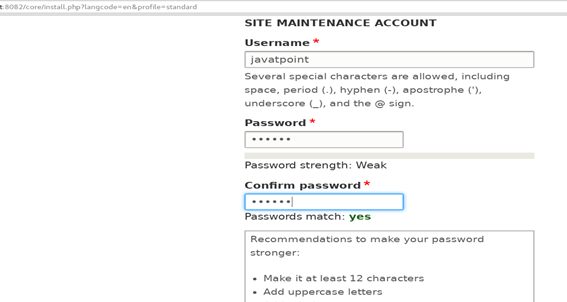 t:8082/core/install.php?langcode=en&profile=standard
SITE MAINTENANCE ACCOUNT
Username *
javatpoint
Several special characters are allowed, including
space, period (.), hyphen (-), apostrophe ('),
underscore (_), and the @ sign.
Password *
••••••
Password strength: Weak
Confirm password *
••••••
Passwords match: yes
Recommendations to make your password
stronger:
• Make it at least 12 characters
• Add uppercase letters